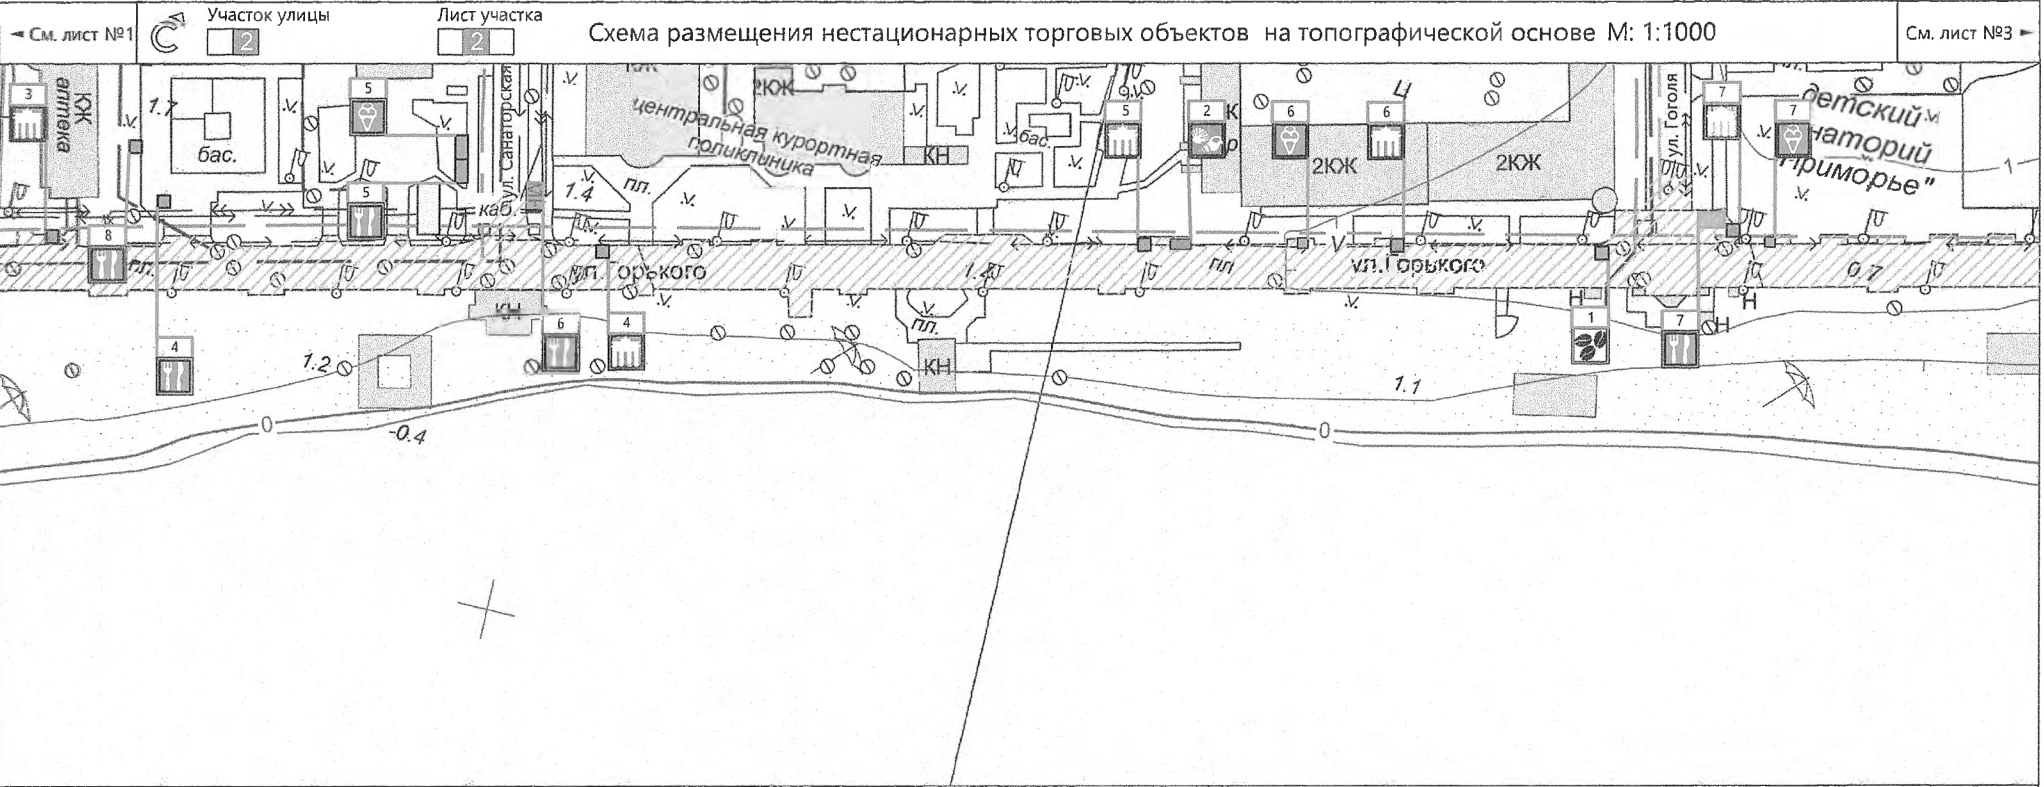 ◄ См. лист №1
Участок улицы
2
Лист участка
2
Схема размещения нестационарных торговых объектов на топографической основе М: 1:1000
См. лист №3 ►
3
КЖ
аптека
1.7
бас.
5
5
ул. Санаторская
каб.
1.4
пл.
2КЖ
центральная курортная
поликлиника
КН
бас.
5
2
К
6
6
Ц
2КЖ
2КЖ
ул. Гоголя
7
7
детский
"Приморье"
1
8
пл.
ул. Горького
пл
ул. Горького
0.7
4
1.2
КН
6
4
пл.
КН
Н
1
7
Н
Н
1.1
0
-0.4
0